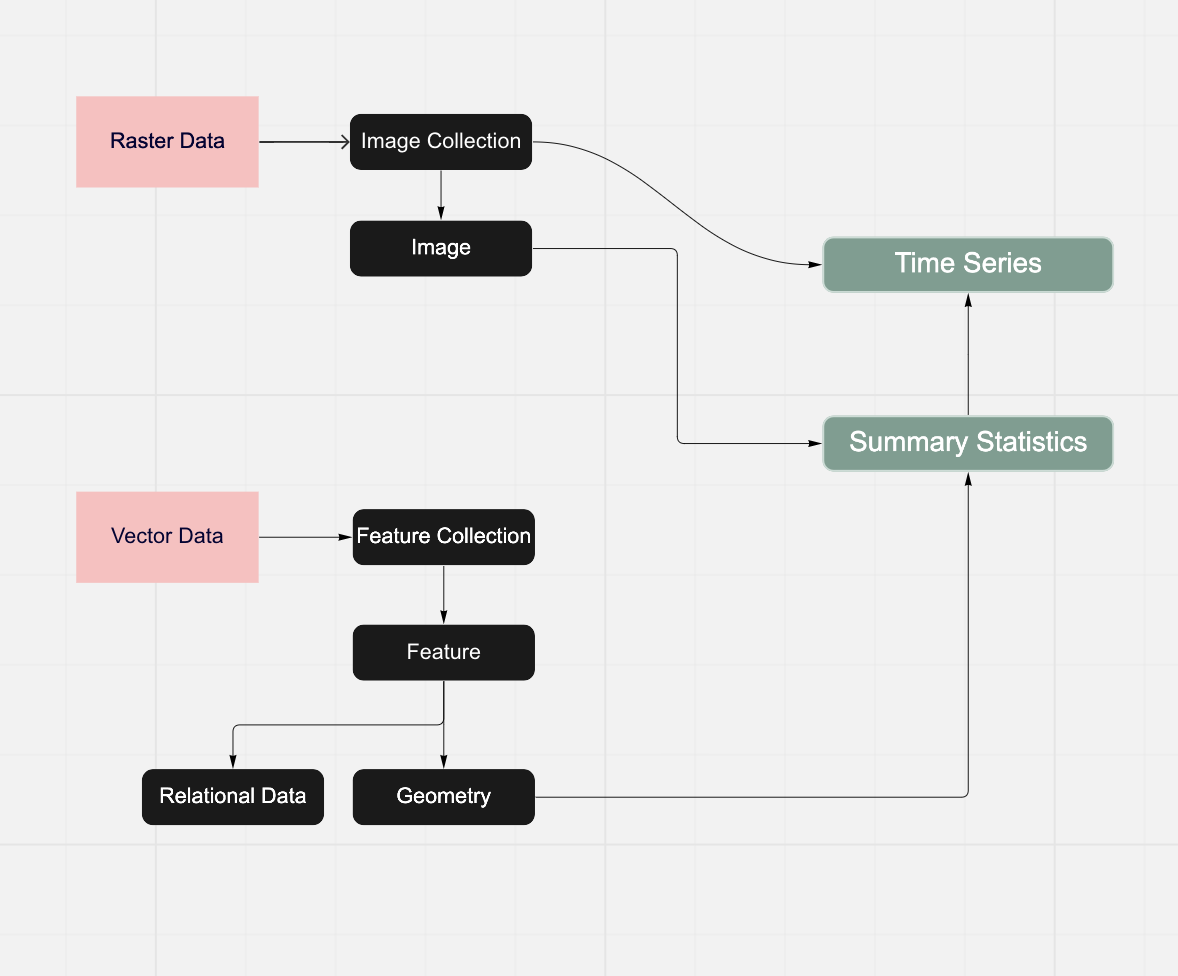 Raster Data
Image Collection
Image
Time Series
Summary Statistics
Vector Data
Feature Collection
Feature
Relational Data
Geometry